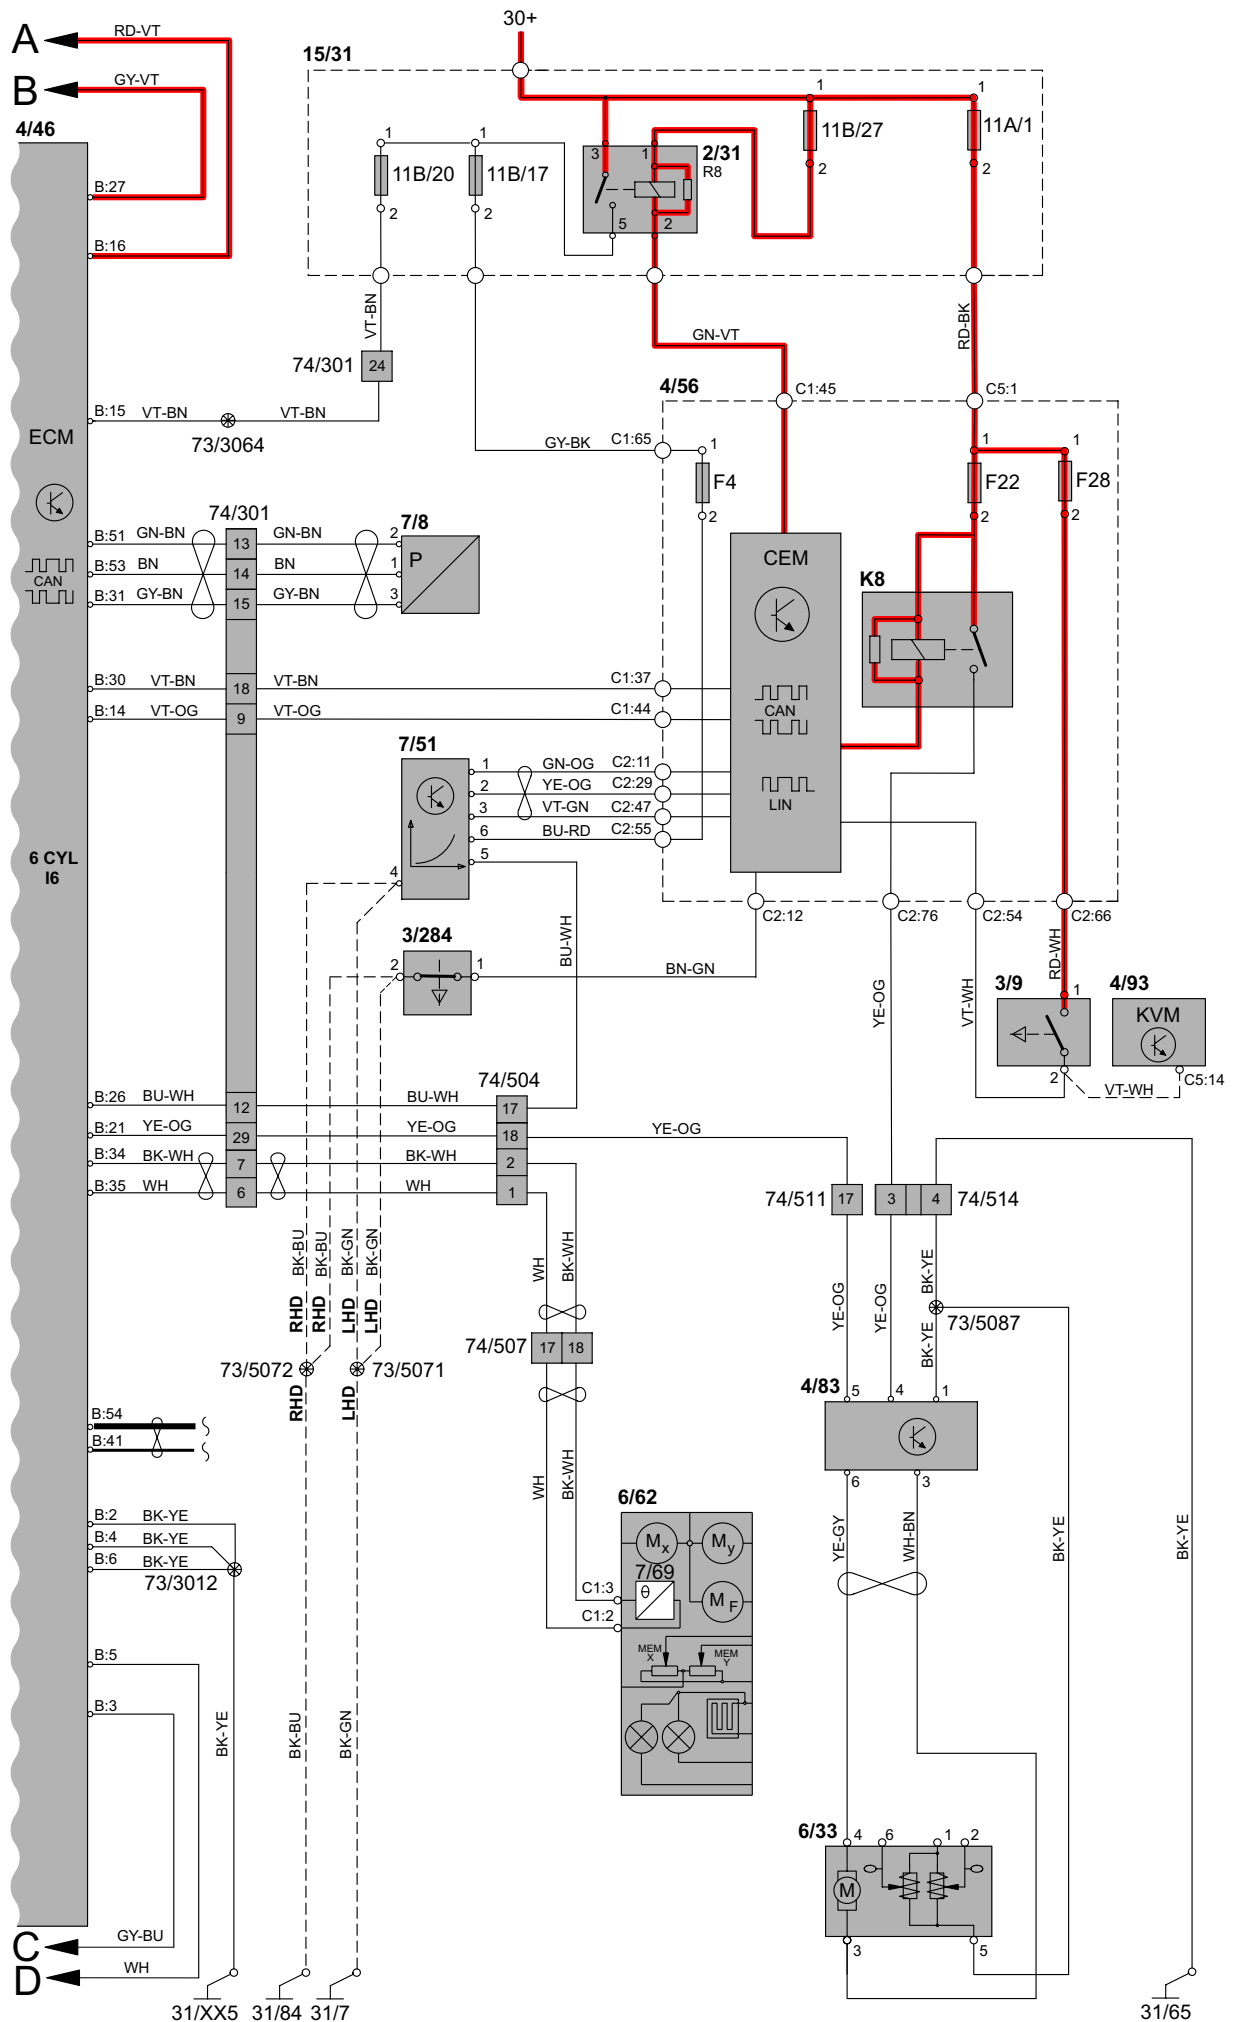 30+
A RD-VT
15/31
B GY-VT
4/46
1 1
1 1 11B/27 11A/1
3 1 2/31
R8
11B/20 11B/17 2 2
B:27
2 2 5 2
B:16
VT-BN
GN-VT RD-BK
74/301 24
4/56 C1:45 C5:1
B:15 VT-BN VT-BN
73/3064
ECM
GY-BK C1:65 1 1 1
F4 F22 F28
2 2 2
74/301 7/8
B:51 GN-BN 13 GN-BN 2
P
CEM
B:53 BN 14 BN 1
CAN
K8
B:31 GY-BN 15 GY-BN 3
B:30 VT-BN 18 VT-BN C1:37
CAN
B:14 VT-OG 9 VT-OG C1:44
7/51
1 GN-OG C2:11
2 YE-OG C2:29
3 VT-GN C2:47
LIN
6 BU-RD C2:55
5
6 CYL
I6
4
C2:12 C2:76 C2:54 C2:66
BU-WH
3/284
2 1 BN-GN
YE-OG VT-WH RD-WH
3/9 1 4/93
KVM
2 VT-WH C5:14
74/504
B:26 BU-WH 12 BU-WH 17
B:21 YE-OG 29 YE-OG 18 YE-OG
B:34 BK-WH 7 BK-WH 2
B:35 WH 6 WH 1
74/511 17 3 4 74/514
BK-BU BK-BU BK-GN BK-GN
WH BK-WH
YE-OG YE-OG BK-YE
RHD RHD LHD LHD
73/5087
74/507 17 18
BK-YE
73/5072 73/5071
RHD LHD
4/83 5 4 1
B:54
B:41
6 3
WH BK-WH
B:2 BK-YE
B:4 BK-YE
B:6 BK-YE
73/3012
6/62
Mx My
YE-GY WH-BN BK-YE BK-YE
7/69
θ
C1:3
MF
C1:2
MEM X MEM Y
B:5
B:3
BK-YE BK-BU BK-GN
6/33 4 6 1 2
M
3 5
C GY-BU
D WH
31/XX5 31/84 31/7 31/65